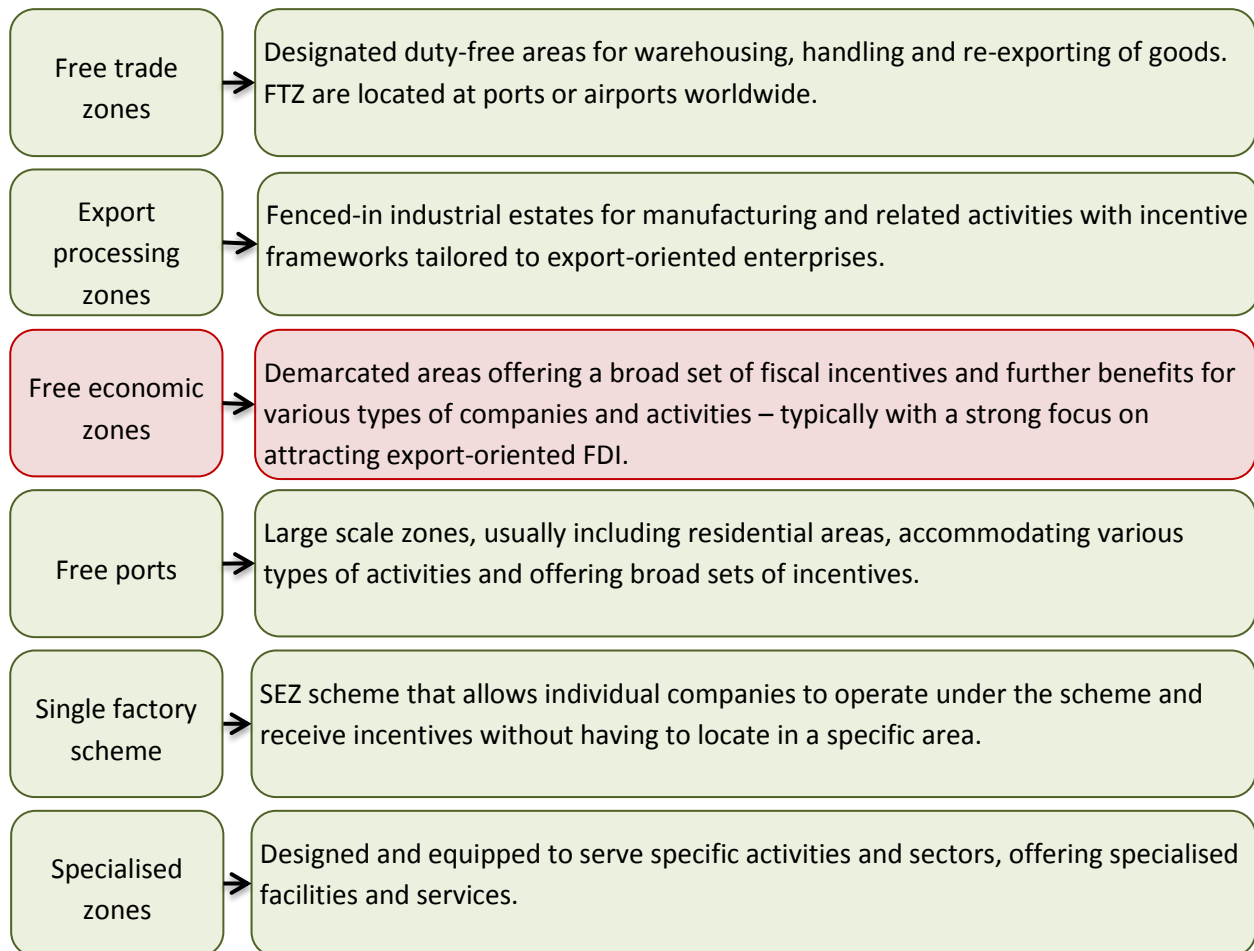 Free trade
zones
Designated duty-free areas for warehousing, handling and re-exporting of goods.
FTZ are located at ports or airports worldwide.
Export
processing
zones
Fenced-in industrial estates for manufacturing and related activities with incentive
frameworks tailored to export-oriented enterprises.
Free economic
zones
Demarcated areas offering a broad set of fiscal incentives and further benefits for
various types of companies and activities – typically with a strong focus on
attracting export-oriented FDI.
Free ports
Large scale zones, usually including residential areas, accommodating various
types of activities and offering broad sets of incentives.
Single factory
scheme
SEZ scheme that allows individual companies to operate under the scheme and
receive incentives without having to locate in a specific area.
Specialised
zones
Designed and equipped to serve specific activities and sectors, offering specialised
facilities and services.